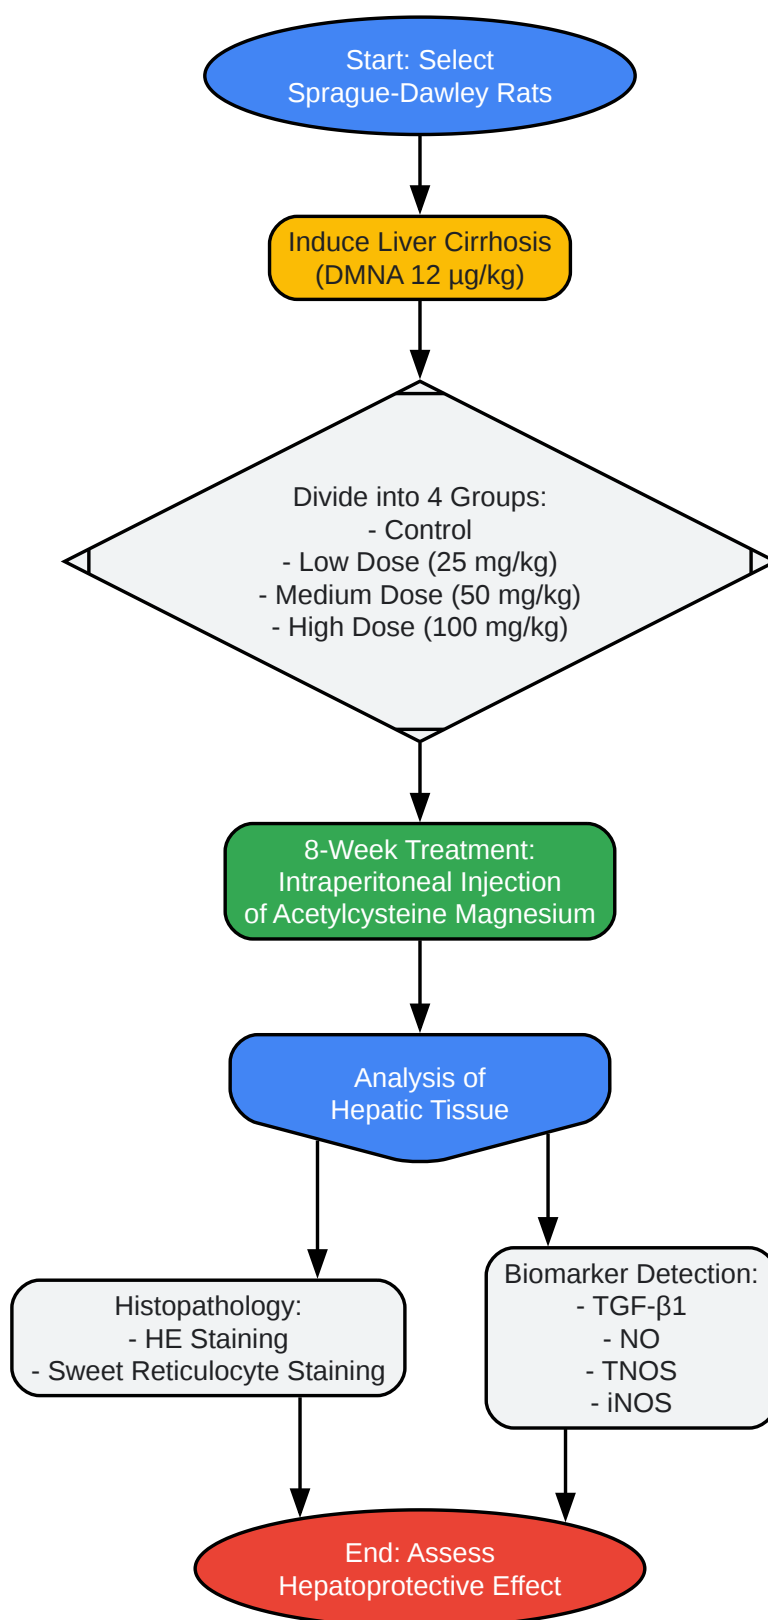 Start: Select
Sprague-Dawley Rats
Induce Liver Cirrhosis
(DMNA 12 µg/kg)
Divide into 4 Groups:
- Control
- Low Dose (25 mg/kg)
- Medium Dose (50 mg/kg)
- High Dose (100 mg/kg)
8-Week Treatment:
Intraperitoneal Injection
of Acetylcysteine Magnesium
Analysis of
Hepatic Tissue
Histopathology:
- HE Staining
- Sweet Reticulocyte Staining
Biomarker Detection:
- TGF-β1
- NO
- TNOS
- iNOS
End: Assess
Hepatoprotective Effect